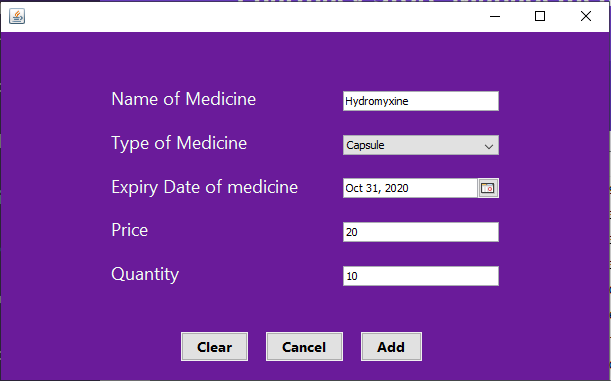 Name of Medicine Hydromyxine
Type of Medicine Capsule
Expiry Date of medicine Oct 31, 2020
Price 20
Quantity 10
Clear Cancel Add